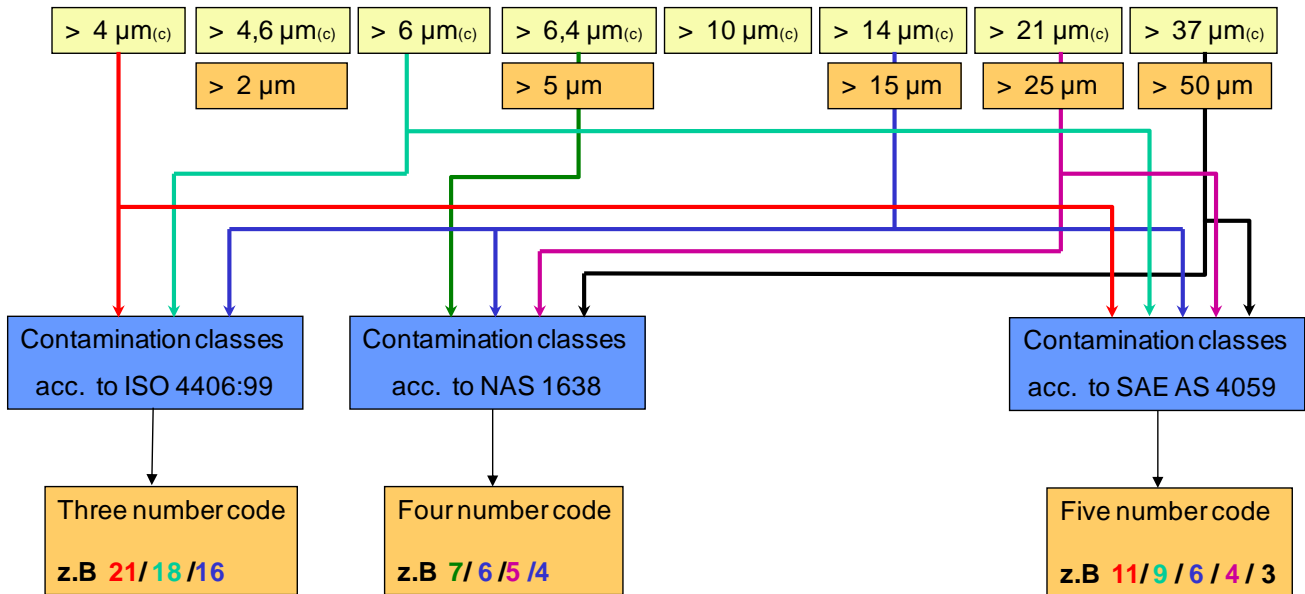 > 4 µm(c)
> 4,6 µm(c)
> 6 µm(c)
> 6,4 µm(c)
> 10 µm(c)
> 14 µm(c)
> 21 µm(c)
> 37 µm(c)
> 2 µm
> 5 µm
> 15 µm
> 25 µm
> 50 µm
Contamination classes
acc. to ISO 4406:99
Contamination classes
acc. to NAS 1638
Contamination classes
acc. to SAE AS 4059
Three number code
z.B 21/ 18 /16
Four number code
z.B 7/ 6 /5 /4
Five number code
z.B 11/ 9 / 6 / 4 / 3